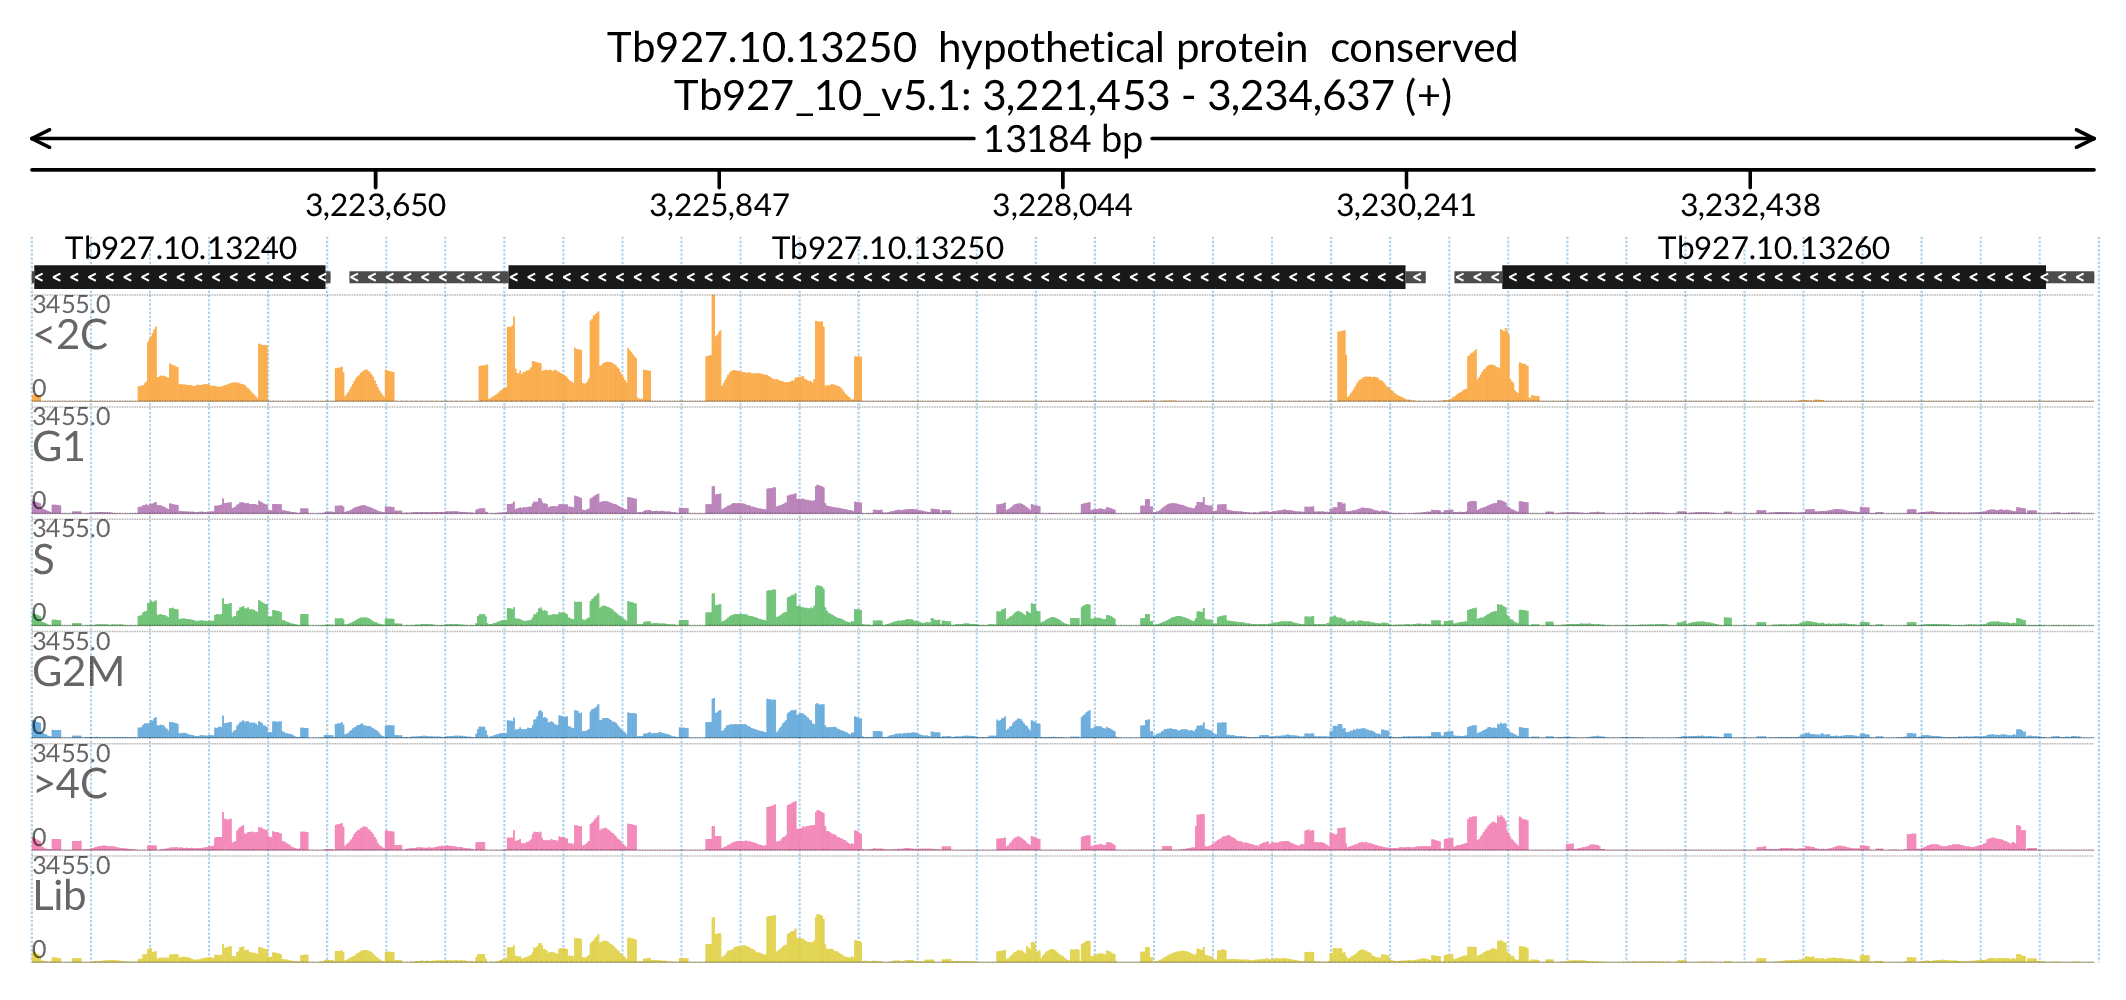 Tb927.10.13250  hypothetical protein  conserved
Tb927_10_v5.1: 3,221,453 - 3,234,637 (+)
13184 bp
3,223,650 3,225,847 3,228,044 3,230,241 3,232,438
Tb927.10.13240 Tb927.10.13250 Tb927.10.13260
3455.0
<2C
0
3455.0
G1
0
3455.0
S
0
3455.0
G2M
0
3455.0
>4C
0
3455.0
Lib
0